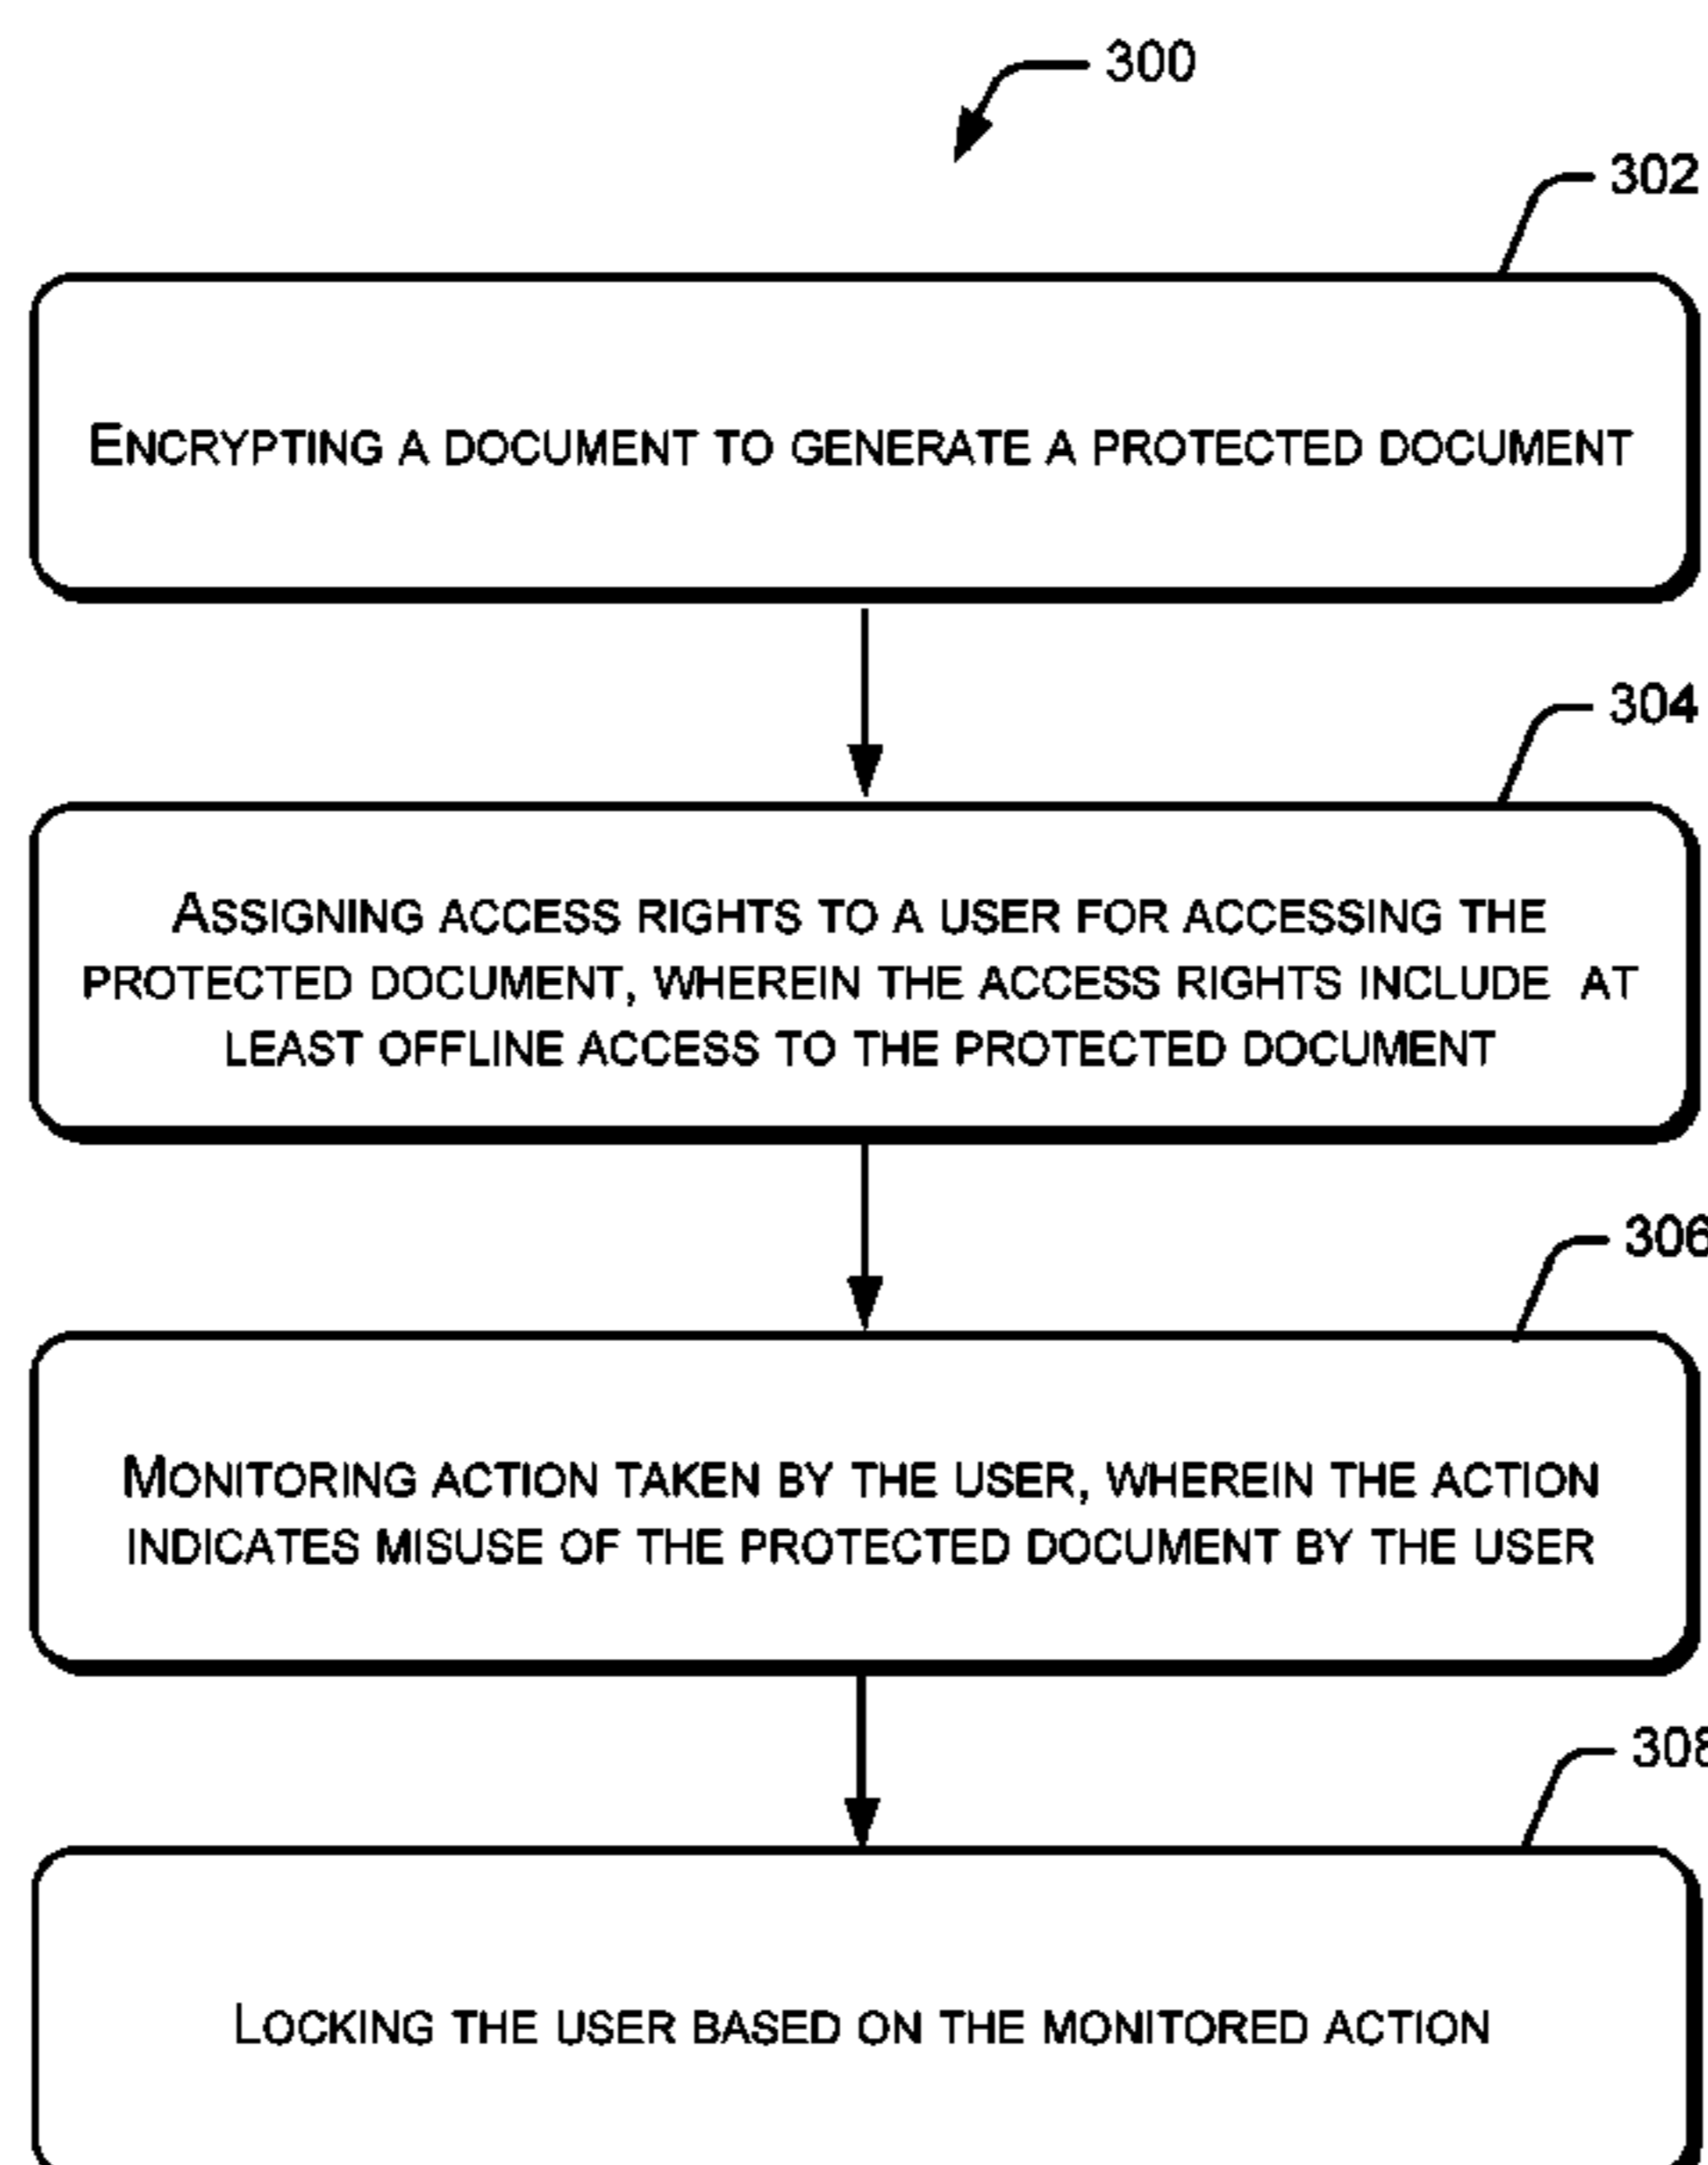 300
302
ENCRYPTING A DOCUMENT TO GENERATE A PROTECTED DOCUMENT
304
ASSIGNING ACCESS RIGHTS TO A USER FOR ACCESSING THE
PROTECTED DOCUMENT, WHEREIN THE ACCESS RIGHTS INCLUDE AT
LEAST OFFLINE ACCESS TO THE PROTECTED DOCUMENT
306
MONITORING ACTION TAKEN BY THE USER, WHEREIN THE ACTION
INDICATES MISUSE OF THE PROTECTED DOCUMENT BY THE USER
308
LOCKING THE USER BASED ON THE MONITORED ACTION